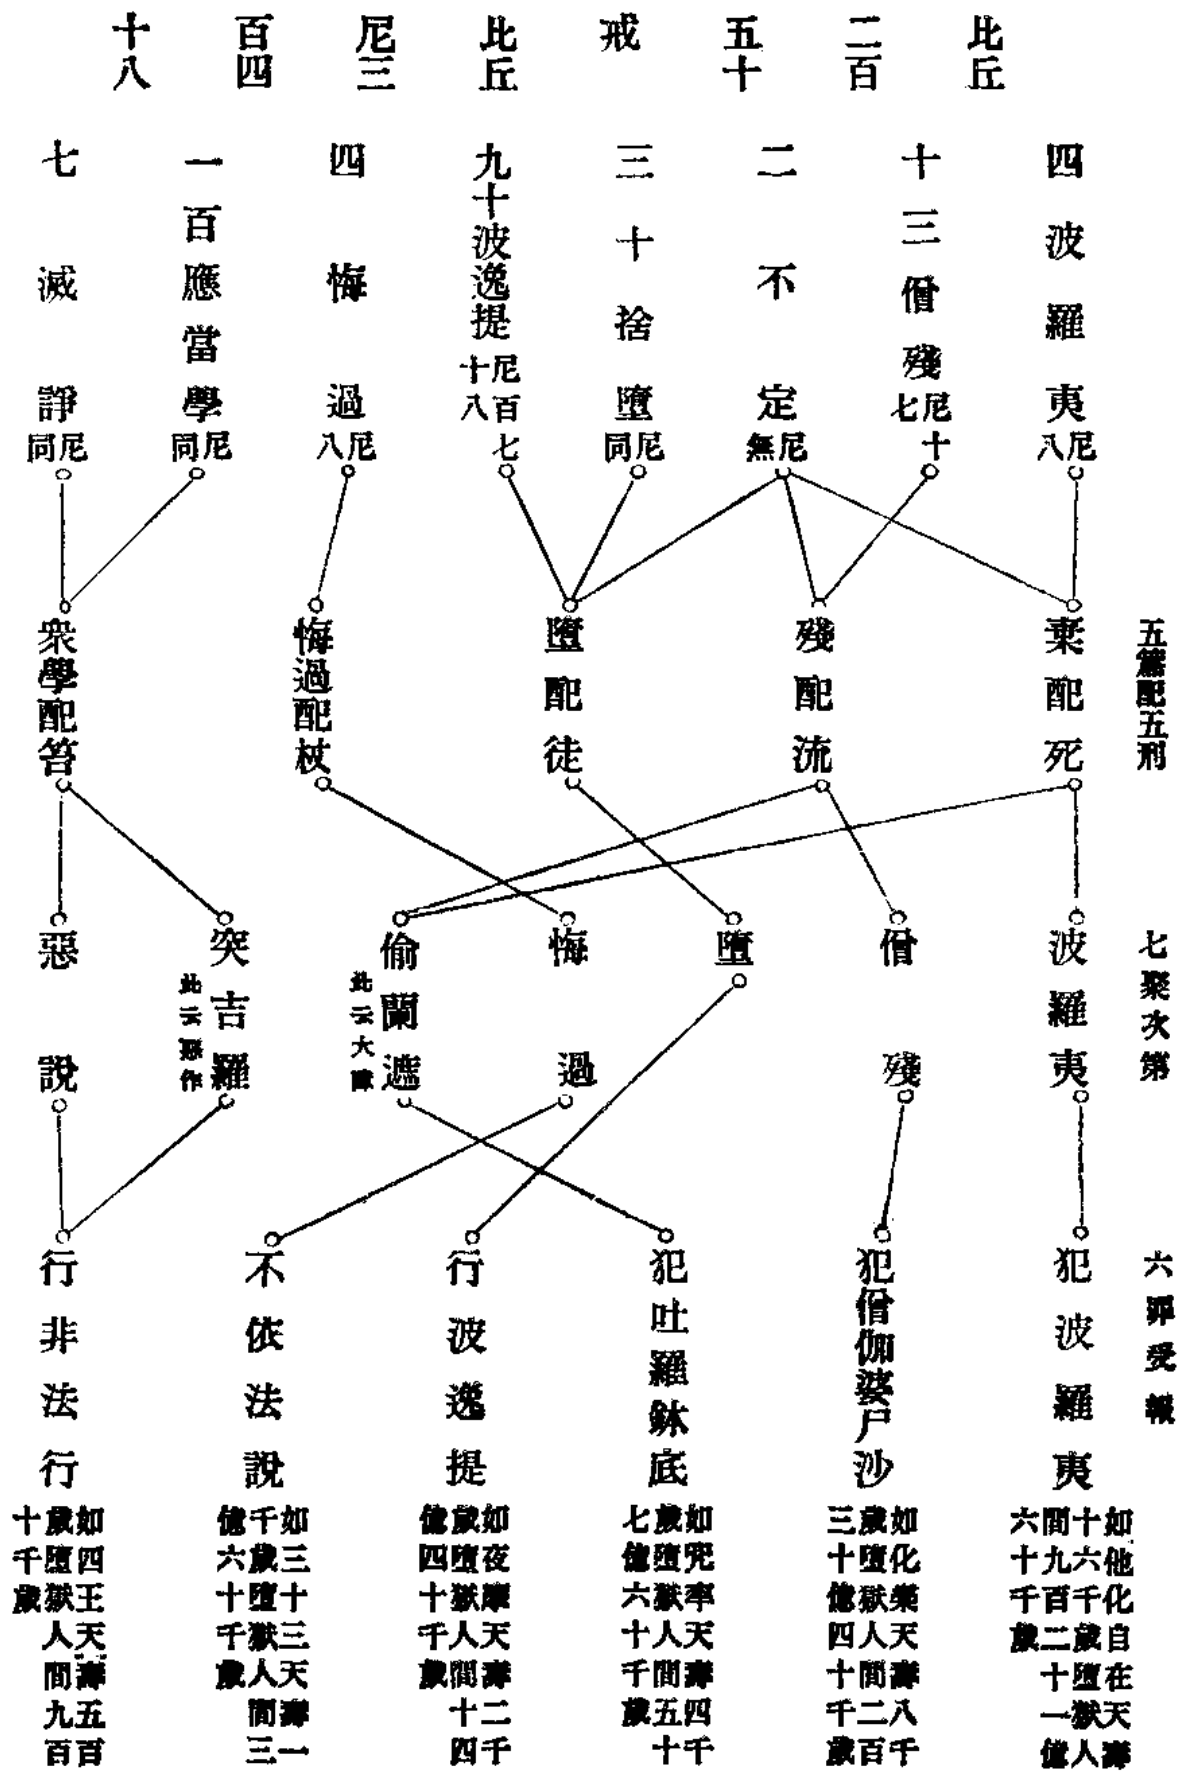 比丘
二百
五十
戒
比丘
尼三
百四
十八
四波羅夷尼八
十三僧殘尼十七
二不定尼無
三十捨墮尼同
九十波逸提尼百七十八
四悔過尼八
一百應當學尼同
七滅諍尼同
五篇配五刑
棄配死
殘配流
墮配徒
悔過配杖
衆學配笞
七聚次第
波羅夷
僧殘
墮
悔過
偷蘭遮
此云大障
突吉羅
此云惡作
惡說
六罪受報
犯波羅夷
如他化自在天壽
十六千歲墮獄人
間九百二十一億
六十千歲
犯僧伽婆尸沙
如化樂天壽八千
歲墮獄人間二百
三十億四十千歲
犯吐羅鉢底
如兜率天壽四千
歲墮獄人間五十
七億六十千歲
行波逸提
如夜摩天壽二千
歲墮獄人間十四
億四十千歲
不依法說
如三十三天壽一
千歲墮獄人間三
億六十千歲
行非法行
如四王天壽五百
歲墮獄人間九百
十千歲